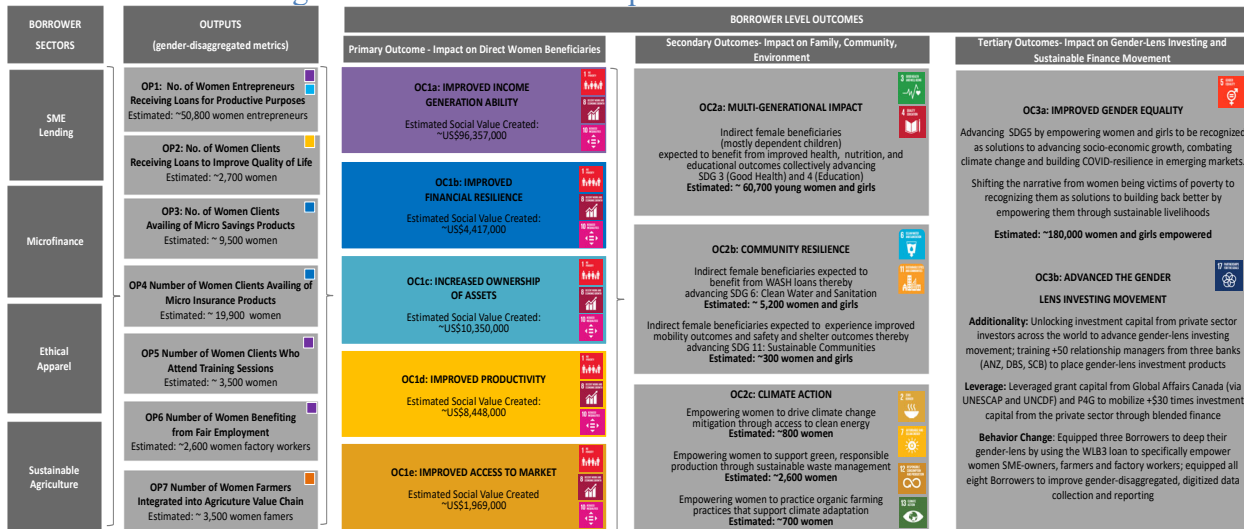 BORROWER
SECTORS
SME
Lending
Microfinance
Ethical
Apparel
Sustainable
Agriculture
OUTPUTS
(gender-disaggregated metrics)
OP1: No. of Women Entrepreneurs
Receiving Loans for Productive Purposes
Estimated: ~50,800 women entrepreneurs
OP2: No. of Women Clients
Receiving Loans to Improve Quality of Life
Estimated: ~2,700 women
OP3: No. of Women Clients
Availing of Micro Savings Products
Estimated: ~ 9,500 women
OP4 Number of Women Clients Availing of
Micro Insurance Products
Estimated: ~ 19,900 women
OP5 Number of Women Clients Who
Attend Training Sessions
Estimated: ~ 3,500 women
OP6 Number of Women Benefiting
from Fair Employment
Estimated: ~2,600 women factory workers
OP7 Number of Women Farmers
Integrated into Agricuture Value Chain
Estimated: ~ 3,500 women famers
BORROWER LEVEL OUTCOMES
Primary Outcome - Impact on Direct Women Beneficiaries
OC1a: IMPROVED INCOME
GENERATION ABILITY
Estimated Social Value Created:
~US$96,357,000
OC1b: IMPROVED
FINANCIAL RESILIENCE
Estimated Social Value Created:
~US$4,417,000
OC1c: INCREASED OWNERSHIP
OF ASSETS
Estimated Social Value Created:
~US$10,350,000
OC1d: IMPROVED PRODUCTIVITY
Estimated Social Value Created:
~US$8,448,000
OC1e: IMPROVED ACCESS TO MARKET
Estimated Social Value Created
~US$1,969,000
Secondary Outcomes- Impact on Family, Community,
Environment
OC2a: MULTI-GENERATIONAL IMPACT
Indirect female beneficiaries
(mostly dependent children)
expected to benefit from improved health, nutrition, and
educational outcomes collectively advancing
SDG 3 (Good Health) and 4 (Education)
Estimated: ~ 60,700 young women and girls
OC2b: COMMUNITY RESILIENCE
Indirect female beneficiaries expected to
benefit from WASH loans thereby
advancing SDG 6: Clean Water and Sanitation
Estimated: ~ 5,200 women and girls
Indirect female beneficiaries expected to experience improved
mobility outcomes and safety and shelter outcomes thereby
advancing SDG 11: Sustainable Communities
Estimated: ~300 women and girls
OC2c: CLIMATE ACTION
Empowering women to drive climate change
mitigation through access to clean energy
Estimated: ~800 women
Empowering women to support green, responsible
production through sustainable waste management
Estimated: ~2,600 women
Empowering women to practice organic farming
practices that support climate adaptation
Estimated: ~700 women
Tertiary Outcomes- Impact on Gender-Lens Investing and
Sustainable Finance Movement
OC3a: IMPROVED GENDER EQUALITY
Advancing SDG5 by empowering women and girls to be recognized
as solutions to advancing socio-economic growth, combating
climate change and building COVID-resilience in emerging markets.
Shifting the narrative from women being victims of poverty to
recognizing them as solutions to building back better by
empowering them through sustainable livelihoods
Estimated: ~180,000 women and girls empowered
OC3b: ADVANCED THE GENDER
LENS INVESTING MOVEMENT
Additionality: Unlocking investment capital from private sector
investors across the world to advance gender-lens investing
movement; training +50 relationship managers from three banks
(ANZ, DBS, SCB) to place gender-lens investment products
Leverage: Leveraged grant capital from Global Affairs Canada (via
UNESCAP and UNCDF) and P4G to mobilize +$30 times investment
capital from the private sector through blended finance
Behavior Change: Equipped three Borrowers to deep their
gender-lens by using the WLB3 loan to specifically empower
women SME-owners, farmers and factory workers; equipped all
eight Borrowers to improve gender-disaggregated, digitized data
collection and reporting